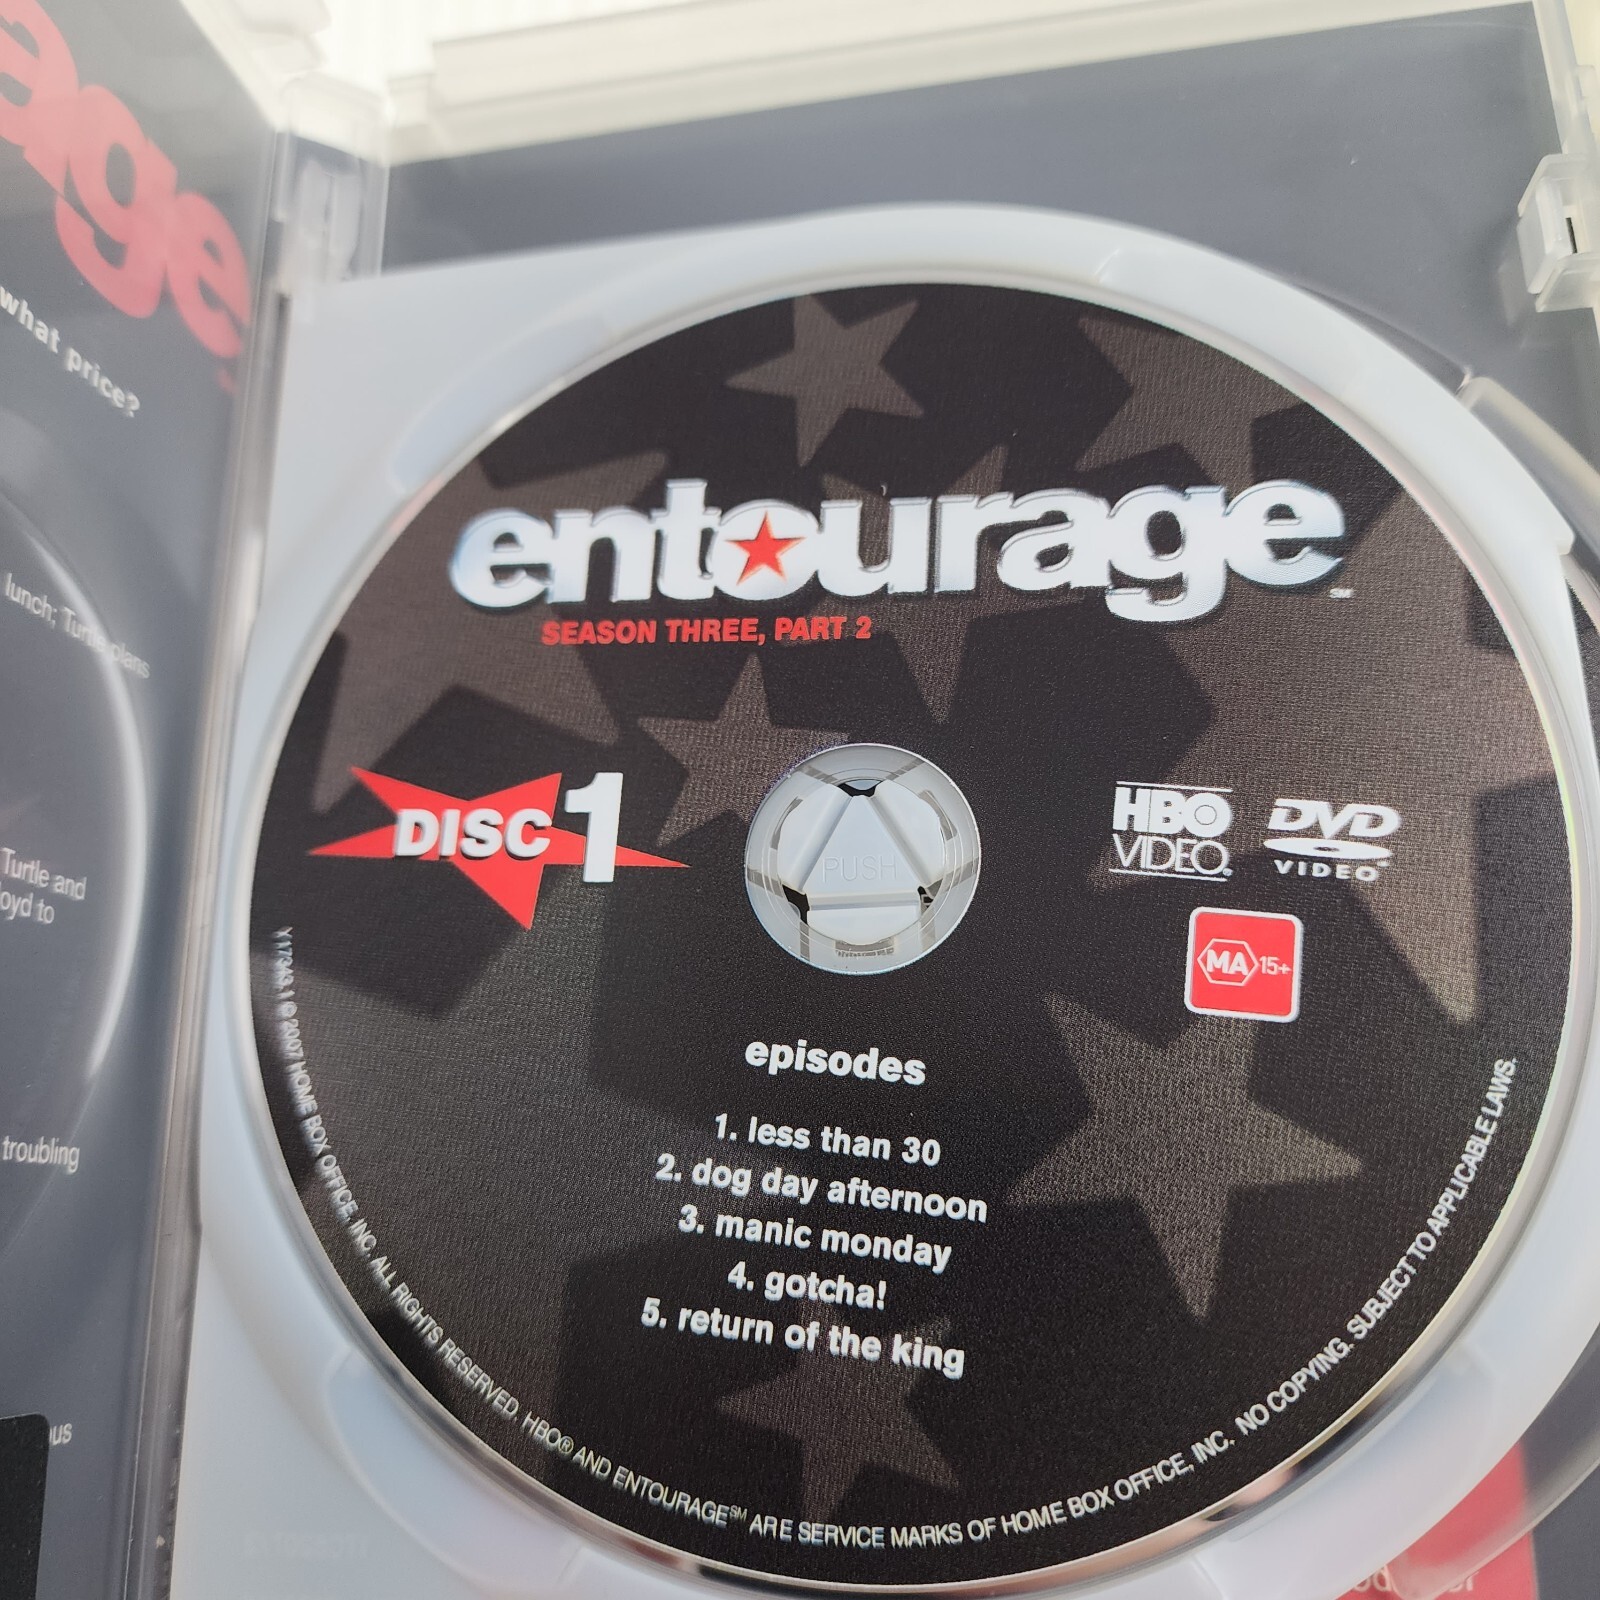 age
what price?
lunch; Turtle plans
Turtle and
oyd to
troubling
us
entourage
SEASON THREE, PART 2
DISC 1
HBO
VIDEO®
DVD
VIDEO
MA 15+
PUSH
episodes
1. less than 30
2. dog day afternoon
3. manic monday
4. gotcha!
5. return of the king
Y17343.1 © 2007 HOME BOX OFFICE, INC. ALL RIGHTS RESERVED. HBO® AND ENTOURAGE℠ ARE SERVICE MARKS OF HOME BOX OFFICE, INC. NO COPYING. SUBJECT TO APPLICABLE LAWS.